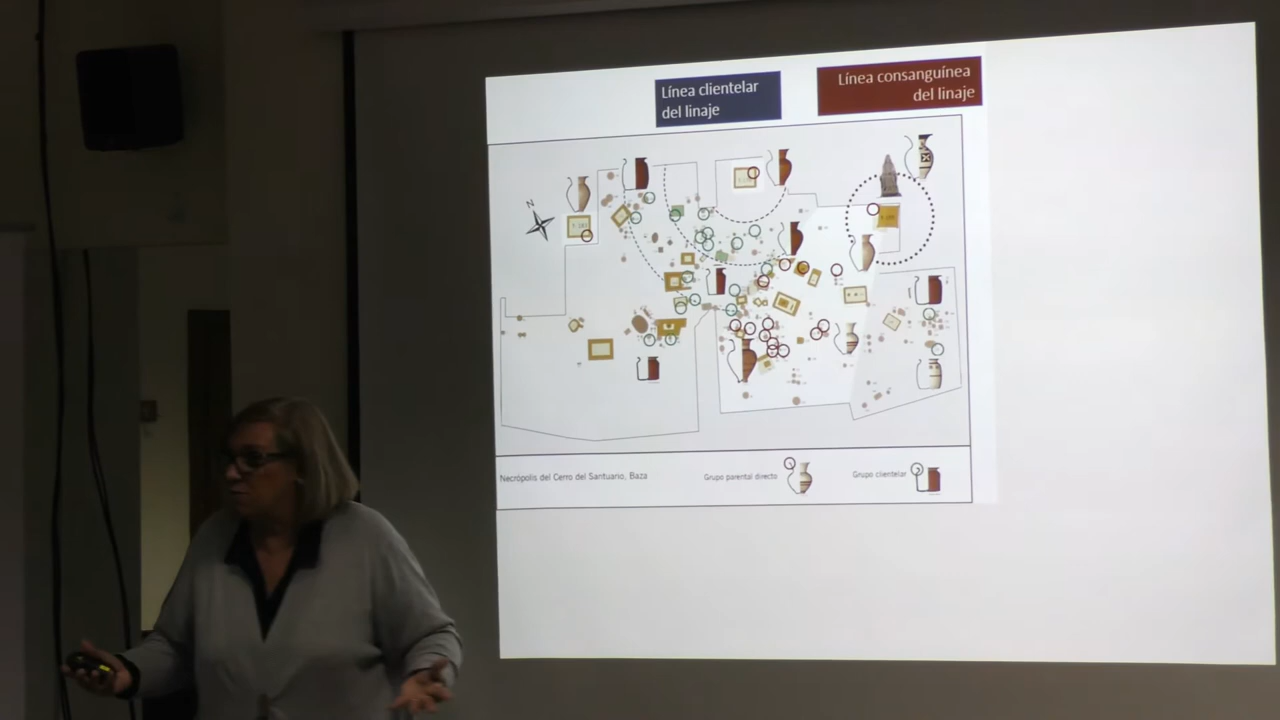 Línea clientelar
del linaje
Línea consanguínea
del linaje
N
Necrópolis del Cerro del Santuario, Baza
Grupo parental directo
Grupo clientelar